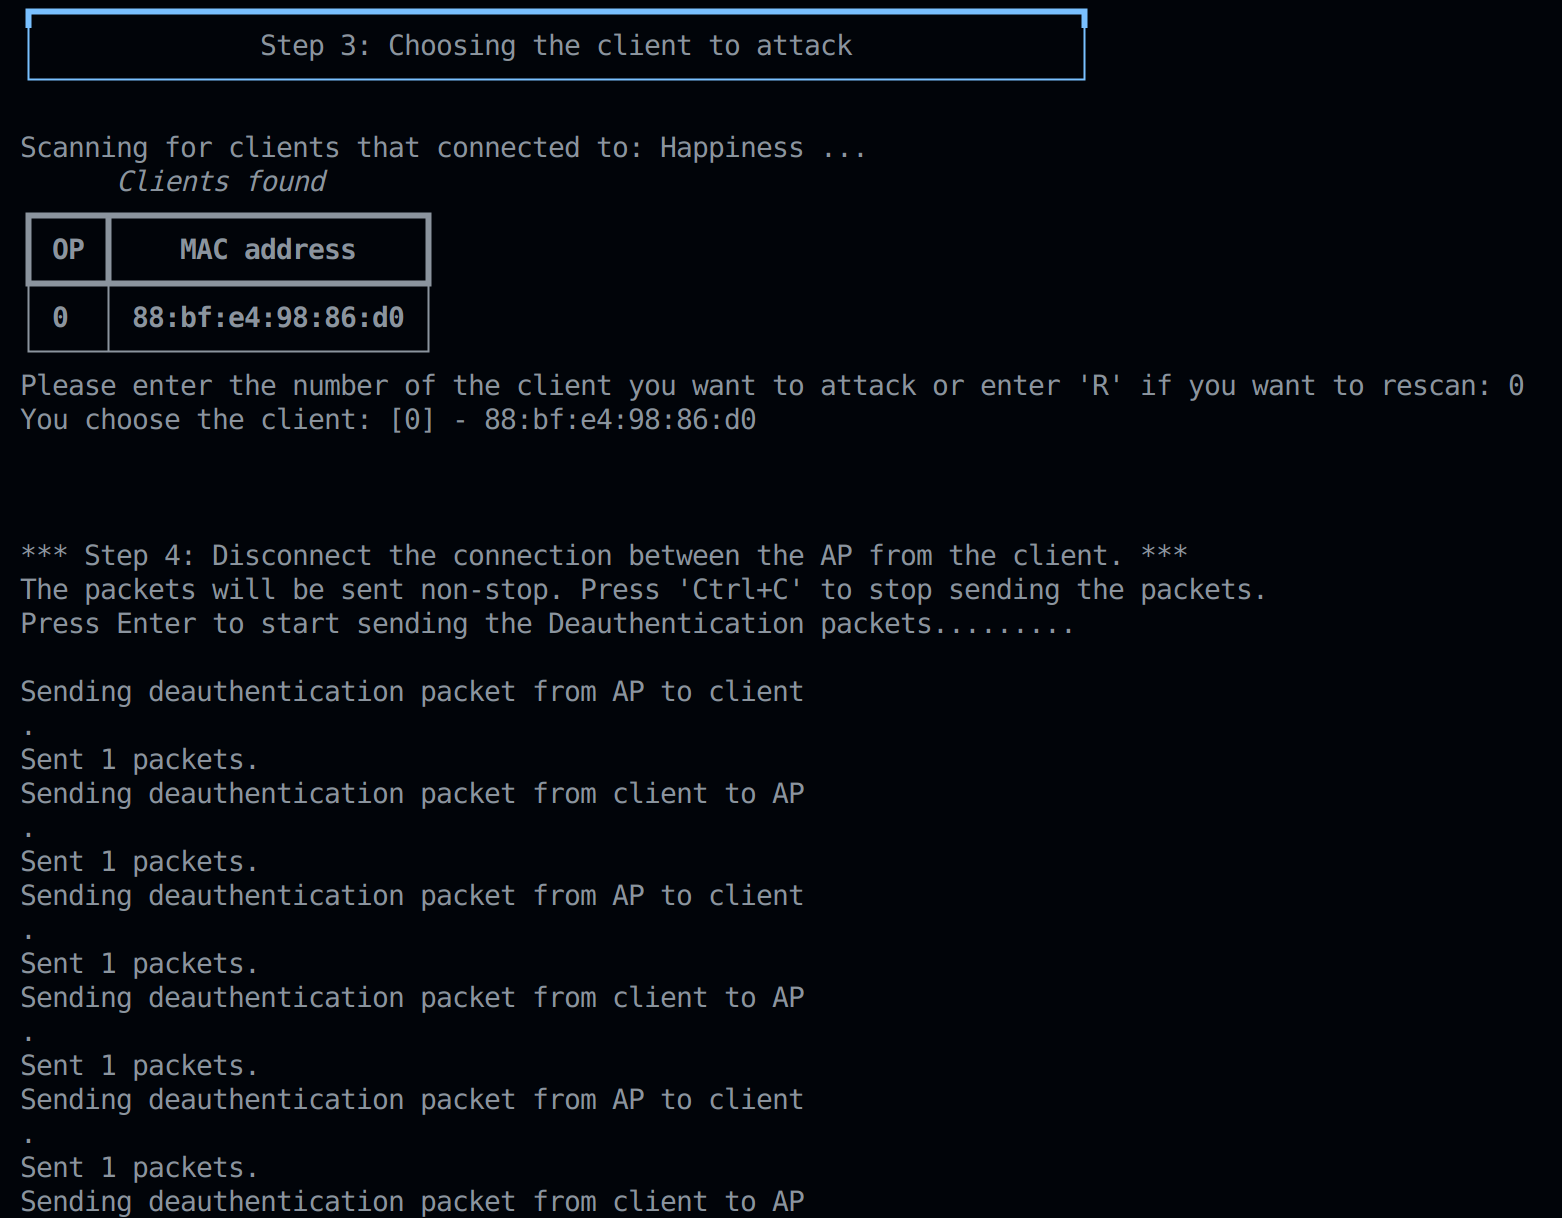 Step 3: Choosing the client to attack
Scanning for clients that connected to: Happiness ...
Clients found
OP MAC address
0 88:bf:e4:98:86:d0
Please enter the number of the client you want to attack or enter 'R' if you want to rescan: 0
You choose the client: [0] - 88:bf:e4:98:86:d0
*** Step 4: Disconnect the connection between the AP from the client. ***
The packets will be sent non-stop. Press 'Ctrl+C' to stop sending the packets.
Press Enter to start sending the Deauthentication packets.........
Sending deauthentication packet from AP to client
.
Sent 1 packets.
Sending deauthentication packet from client to AP
.
Sent 1 packets.
Sending deauthentication packet from AP to client
.
Sent 1 packets.
Sending deauthentication packet from client to AP
.
Sent 1 packets.
Sending deauthentication packet from AP to client
.
Sent 1 packets.
Sending deauthentication packet from client to AP